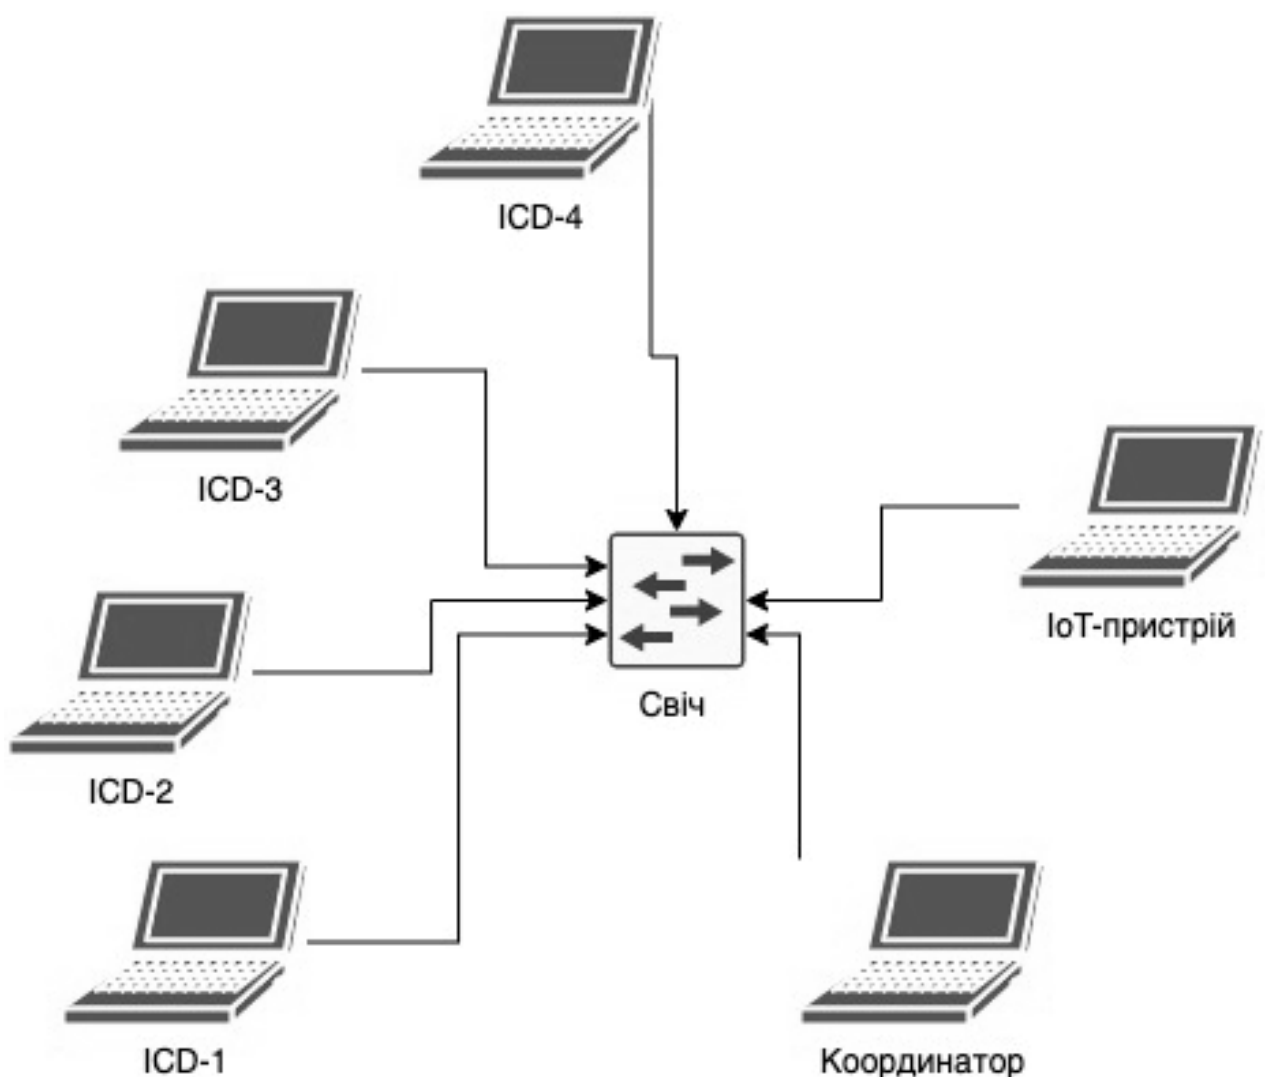 ICD-4
ICD-3
IoT-пристрій
Свіч
ICD-2
ICD-1
Координатор